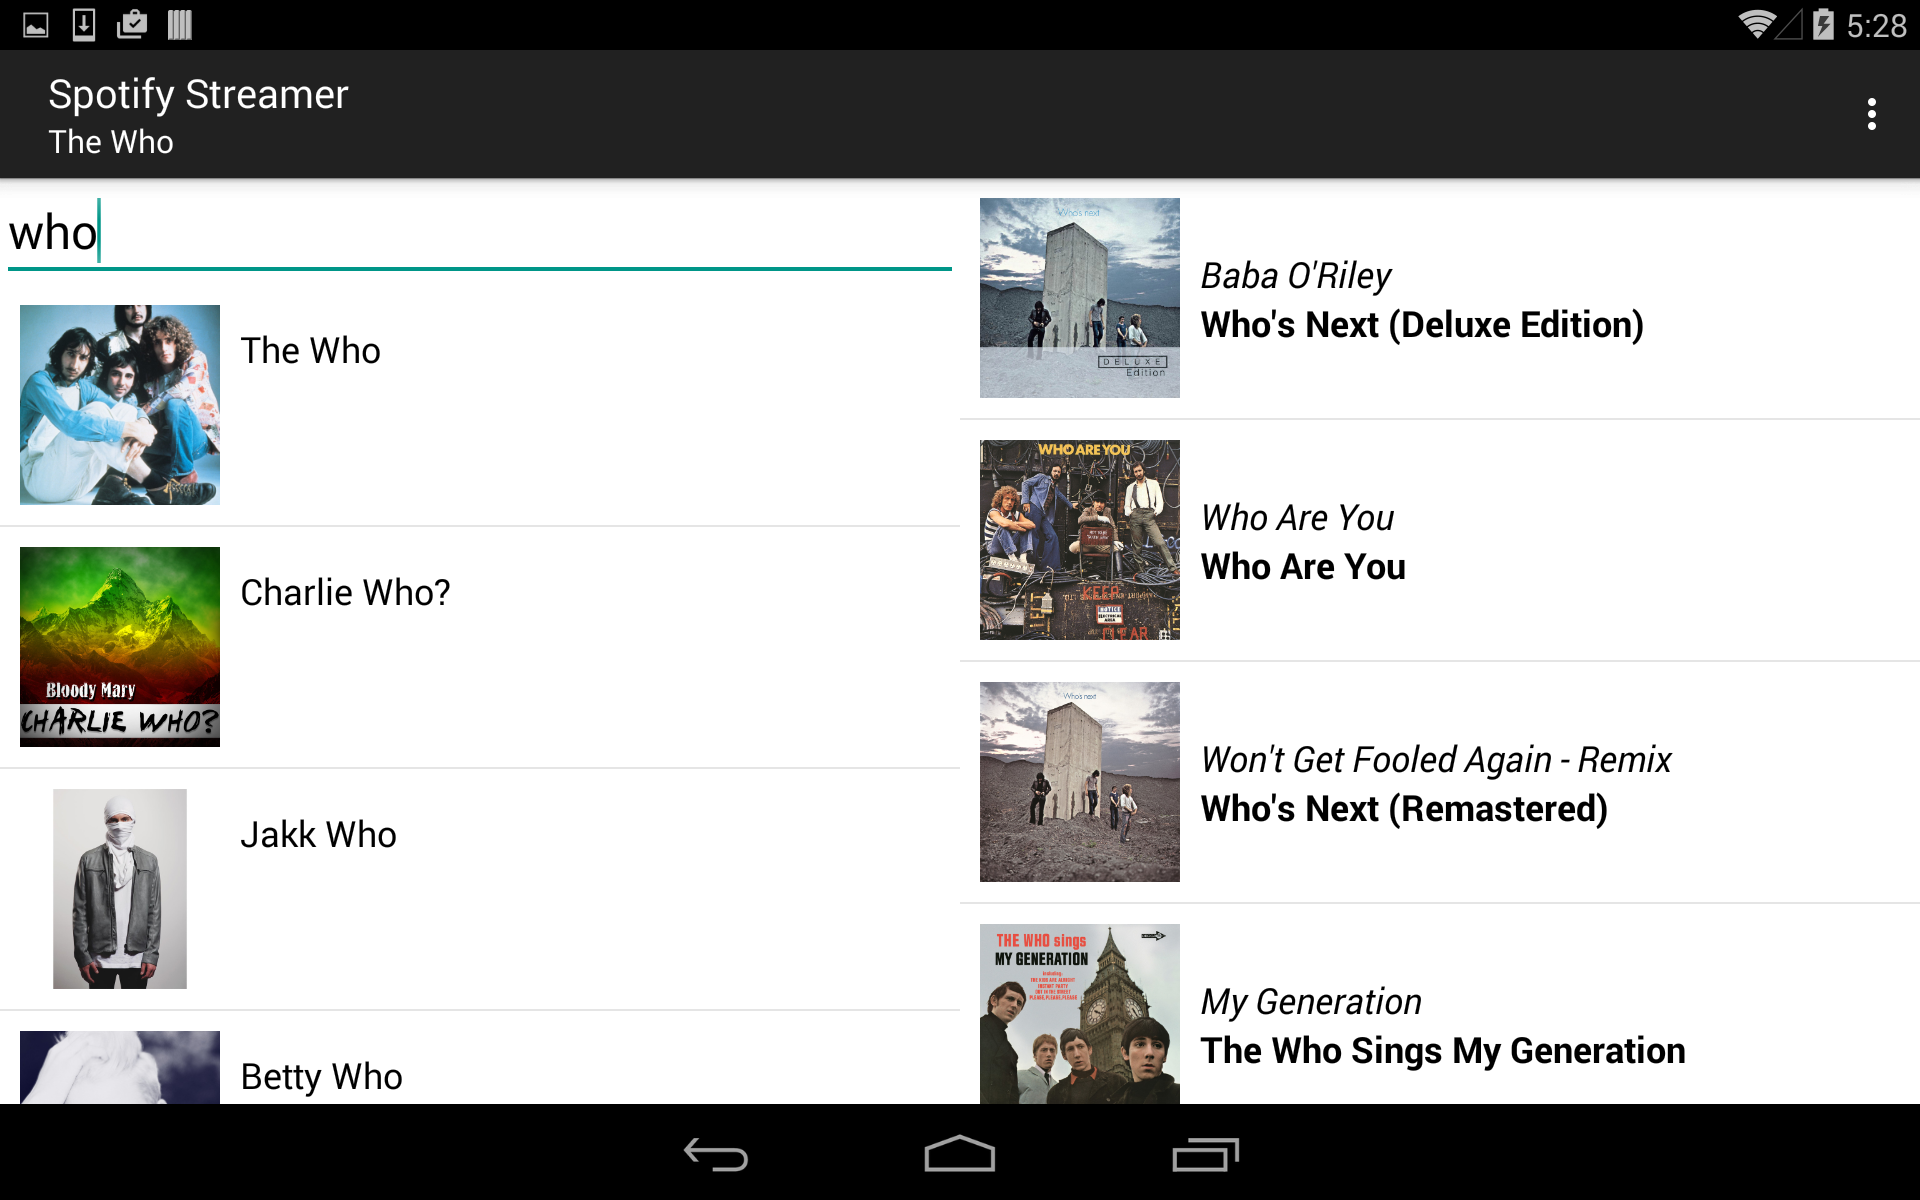 5:28
Spotify Streamer
The Who
who
The Who
Bloody Mary
CHARLIE WHO?
Charlie Who?
Jakk Who
Betty Who
Who's next
DELUXE
Edition
Baba O'Riley
Who's Next (Deluxe Edition)
WHO ARE YOU
KEEP
NOTICE
CLEAR
Who Are You
Who Are You
Who's next
Won't Get Fooled Again - Remix
Who's Next (Remastered)
THE WHO sings
MY GENERATION
My Generation
The Who Sings My Generation